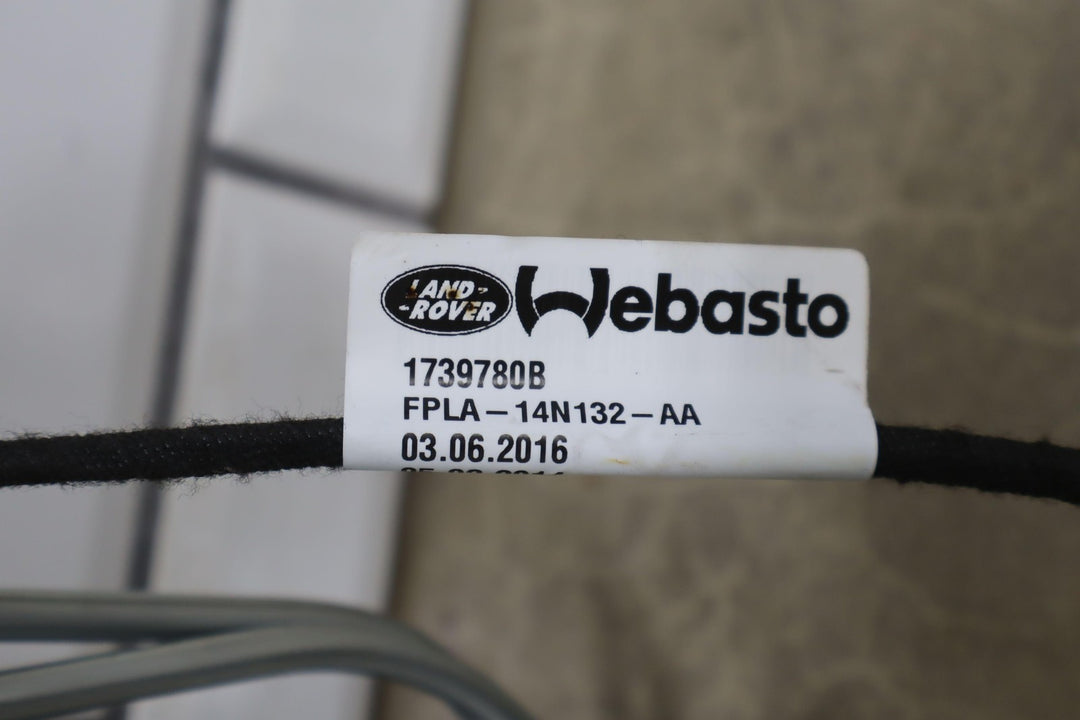 LAND-
-ROVER
Webasto
1739780B
FPLA-14N132-AA
03.06.2016